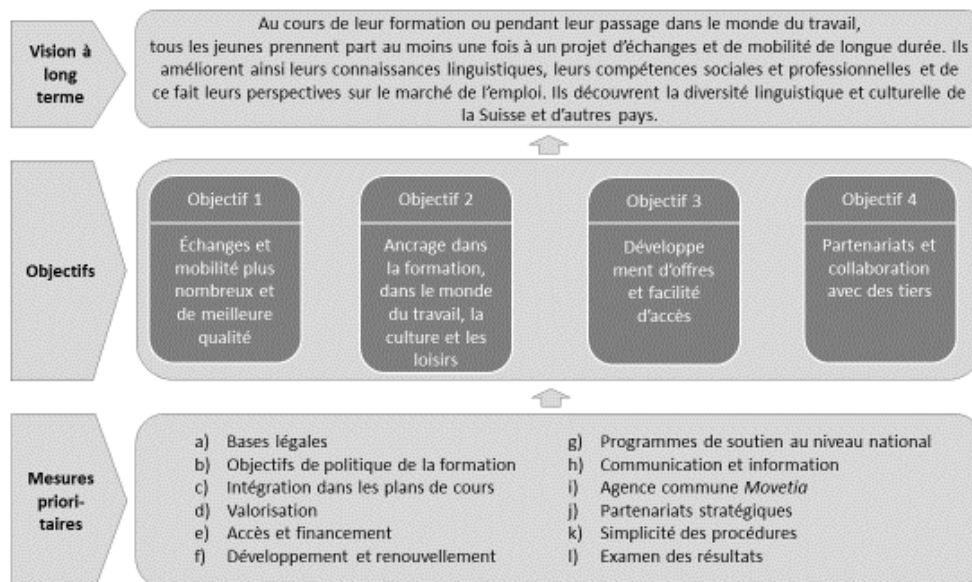 Vision à
long
terme
Au cours de leur formation ou pendant leur passage dans le monde du travail,
tous les jeunes prennent part au moins une fois à un projet d'échanges et de mobilité de longue durée. Ils
améliorent ainsi leurs connaissances linguistiques, leurs compétences sociales et professionnelles et de
ce fait leurs perspectives sur le marché de l'emploi. Ils découvrent la diversité linguistique et culturelle de
la Suisse et d'autres pays.
Objectifs
Objectif 1
Échanges et
mobilité plus
nombreux et
de meilleure
qualité
Objectif 2
Ancrage dans
la formation,
dans le monde
du travail, la
culture et les
loisirs
Objectif 3
Développe
ment d'offres
et facilité
d'accès
Objectif 4
Partenariats et
collaboration
avec des tiers
Mesures
priori-
taires
a) Bases légales
b) Objectifs de politique de la formation
c) Intégration dans les plans de cours
d) Valorisation
e) Accès et financement
f) Développement et renouvellement
g) Programmes de soutien au niveau national
h) Communication et information
i) Agence commune Movetia
j) Partenariats stratégiques
k) Simplicité des procédures
l) Examen des résultats